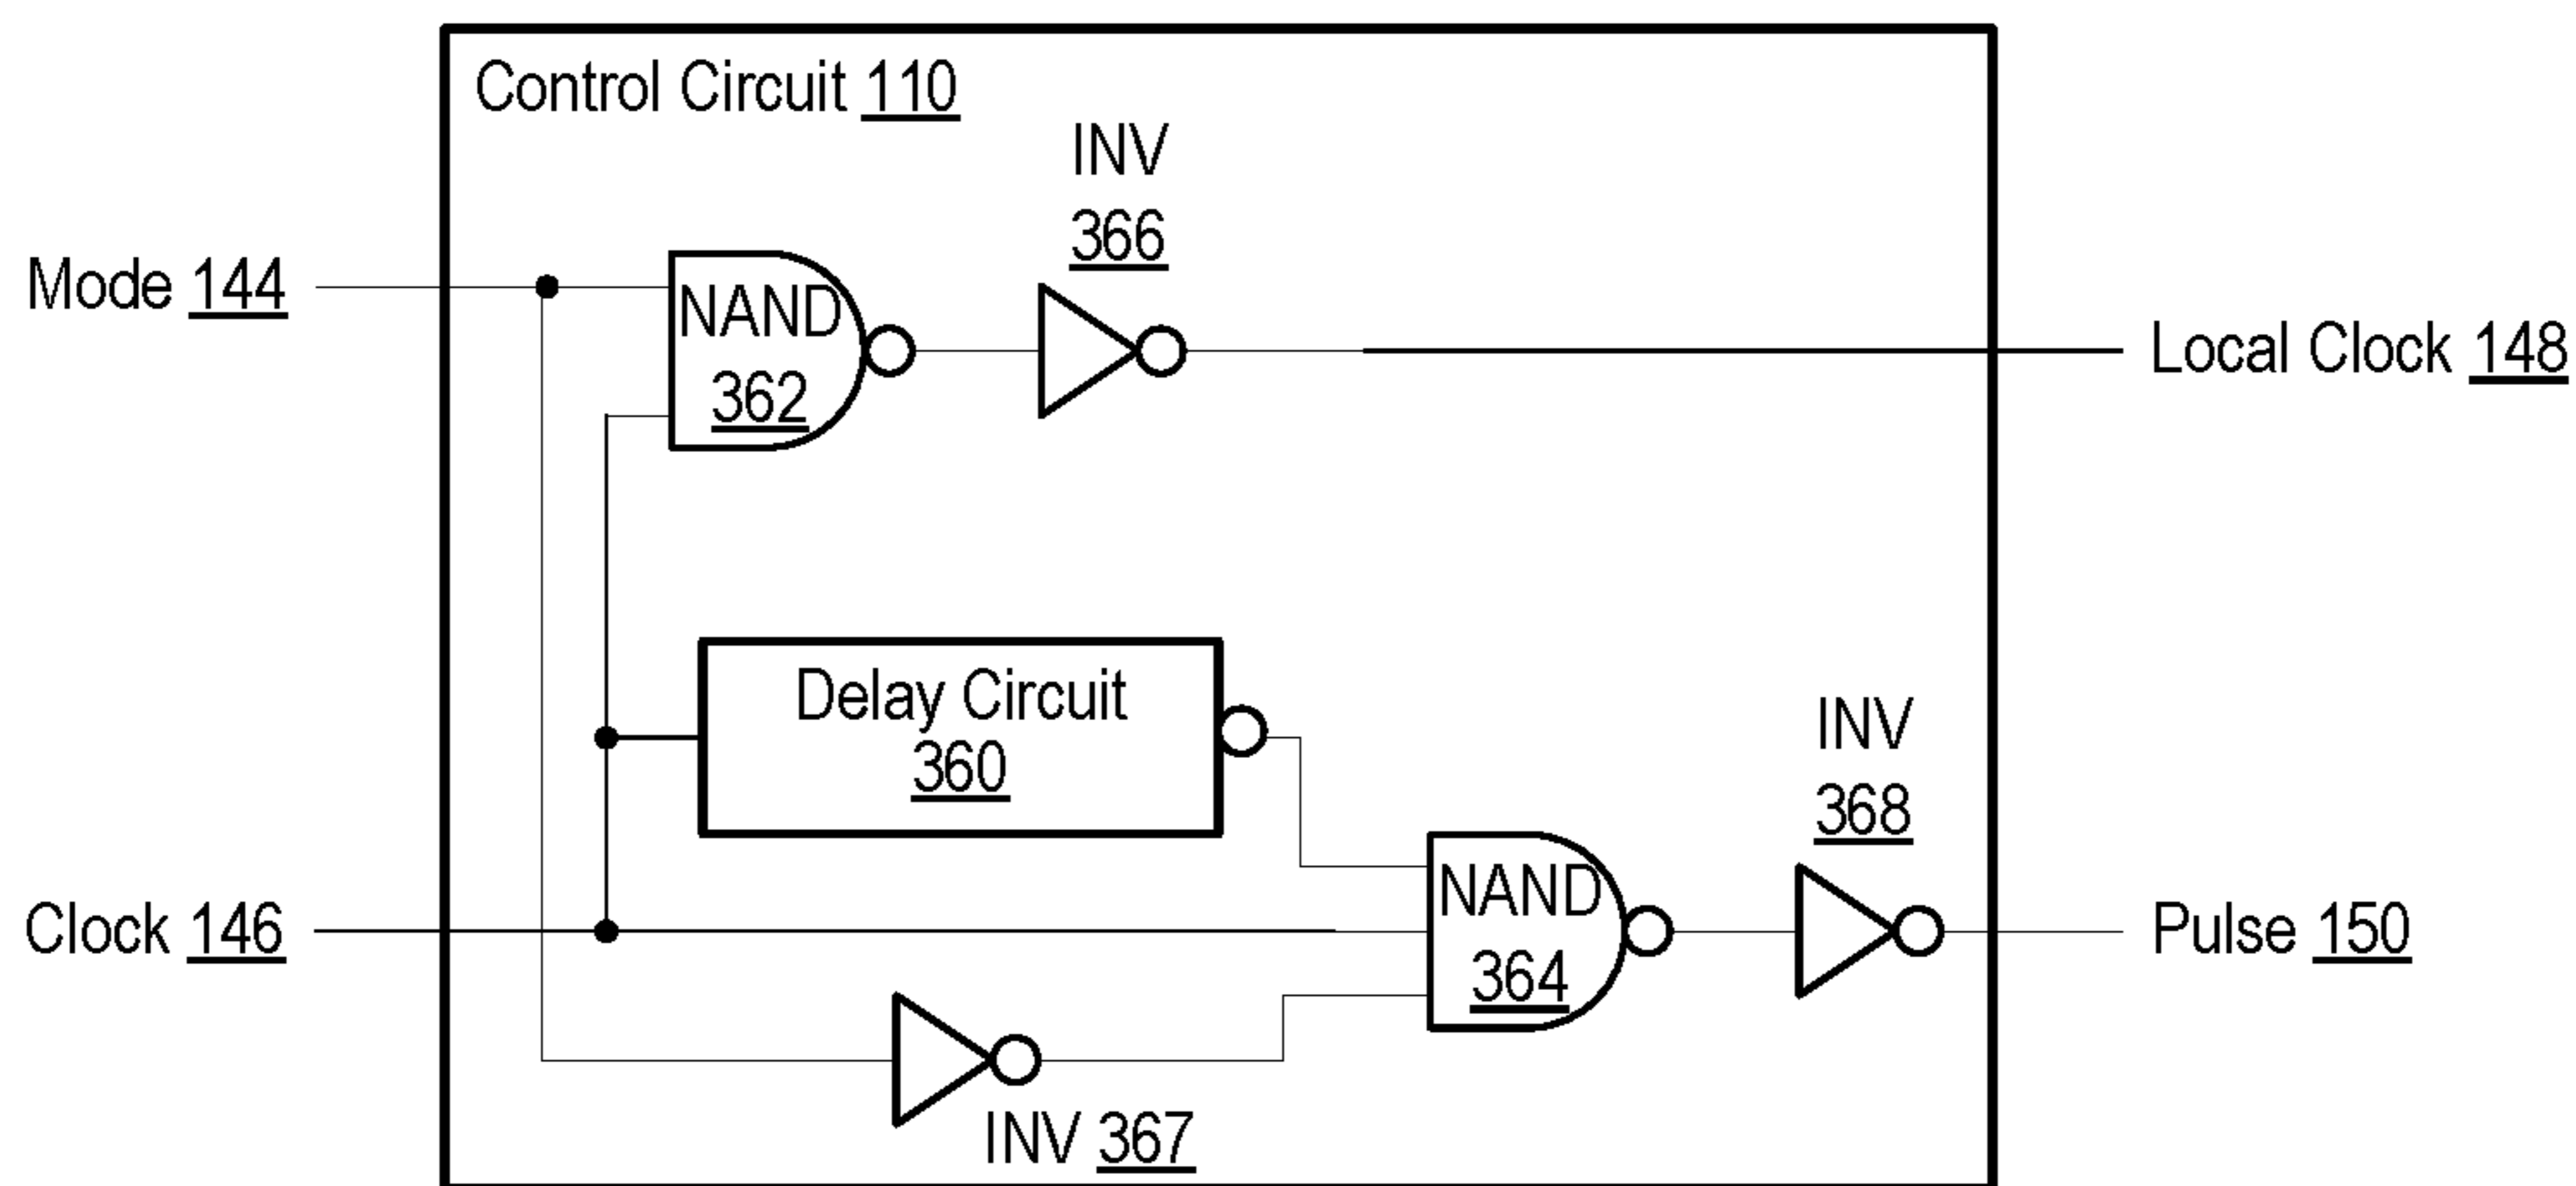 Control Circuit 110
INV
366
Mode 144
NAND
362
Local Clock 148
Delay Circuit
360
INV
368
Clock 146
NAND
364
Pulse 150
INV 367